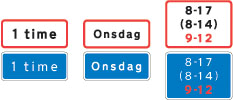 1 time
Onsdag
8-17
(8-14)
9-12
1 time
Onsdag
8-17
(8-14)
9-12